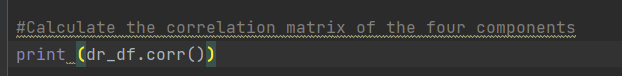 #Calculate the correlation matrix of the four components
print (dr_df.corr())